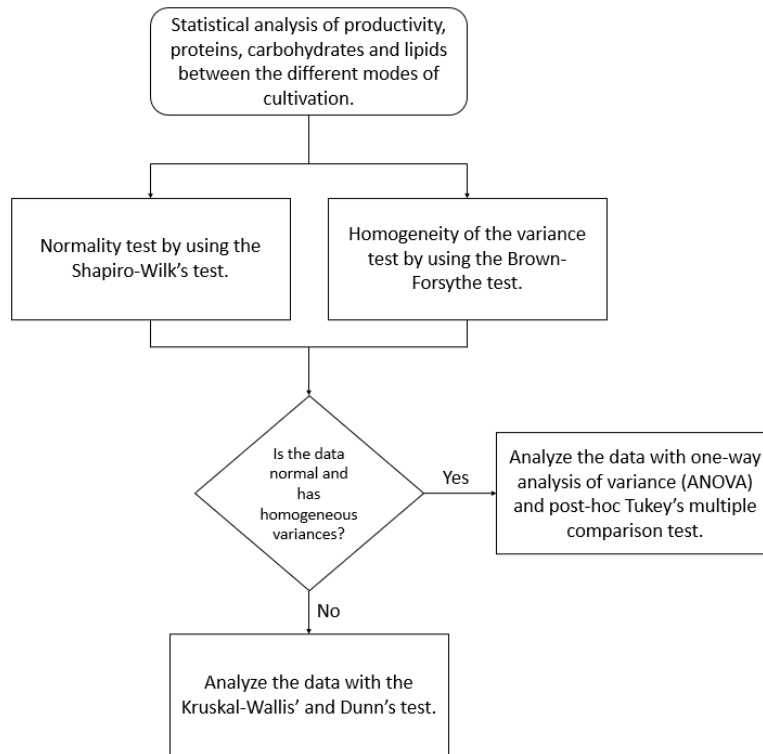 Statistical analysis of productivity,
proteins, carbohydrates and lipids
between the different modes of
cultivation.
Normality test by using the
Shapiro-Wilk’s test.
Homogeneity of the variance
test by using the Brown-
Forsythe test.
Is the data
normal and
has
homogeneous
variances?
Yes
Analyze the data with one-way
analysis of variance (ANOVA)
and post-hoc Tukey’s multiple
comparison test.
No
Analyze the data with the
Kruskal-Wallis’ and Dunn’s test.